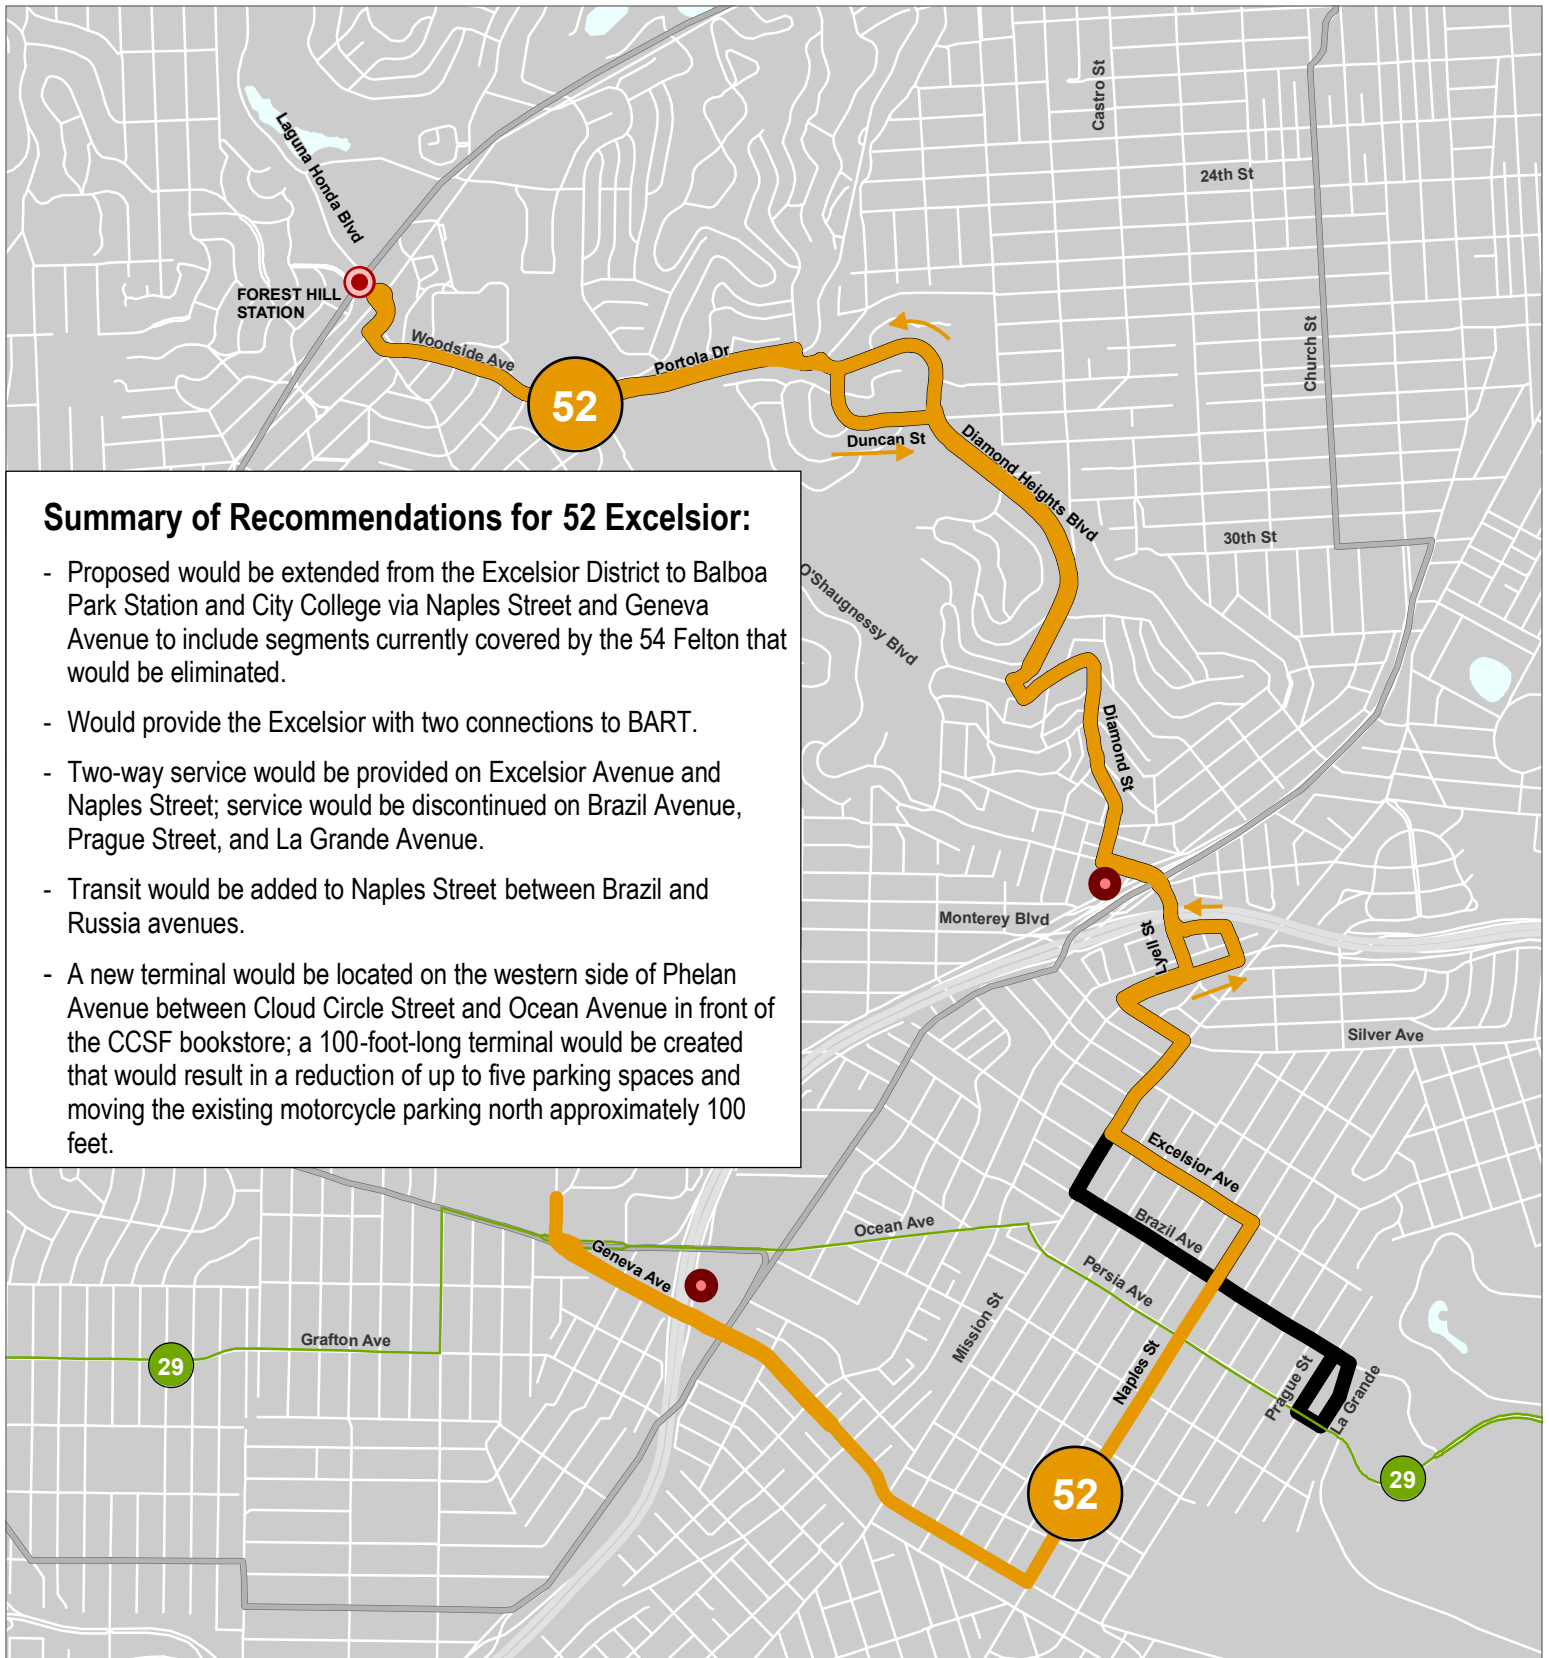 Castro St
24th St
Laguna Honda Blvd
FOREST HILL
STATION
Woodside Ave
Portola Dr
52
Church St
Duncan St
Diamond Heights Blvd
30th St
O'Shaugnessy Blvd
Summary of Recommendations for 52 Excelsior:
- Proposed would be extended from the Excelsior District to Balboa
Park Station and City College via Naples Street and Geneva
Avenue to include segments currently covered by the 54 Felton that
would be eliminated.
- Would provide the Excelsior with two connections to BART.
- Two-way service would be provided on Excelsior Avenue and
Naples Street; service would be discontinued on Brazil Avenue,
Prague Street, and La Grande Avenue.
- Transit would be added to Naples Street between Brazil and
Russia avenues.
- A new terminal would be located on the western side of Phelan
Avenue between Cloud Circle Street and Ocean Avenue in front of
the CCSF bookstore; a 100-foot-long terminal would be created
that would result in a reduction of up to five parking spaces and
moving the existing motorcycle parking north approximately 100
feet.
Diamond St
Monterey Blvd
Lyell St
Silver Ave
Excelsior Ave
Brazil Ave
Ocean Ave
Geneva Ave
Persia Ave
Mission St
Grafton Ave
29
Naples St
Prague St
La Grande
52
29